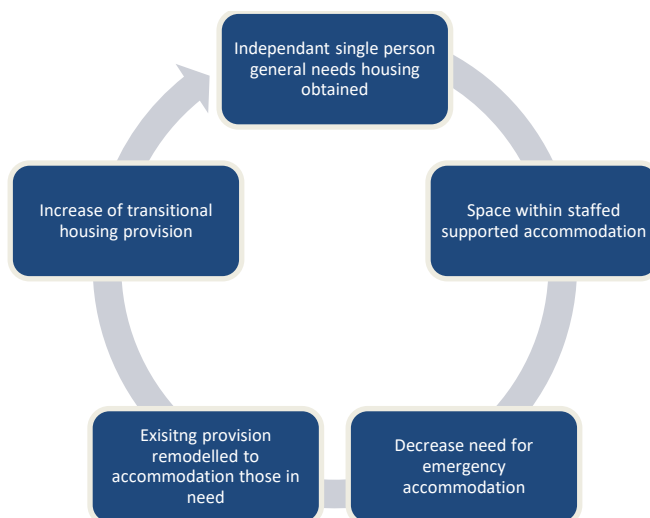 Independant single person
general needs housing
obtained
Space within staffed
supported accommodation
Decrease need for
emergency
accommodation
Exisitng provision
remodelled to
accommodation those in
need
Increase of transitional
housing provision